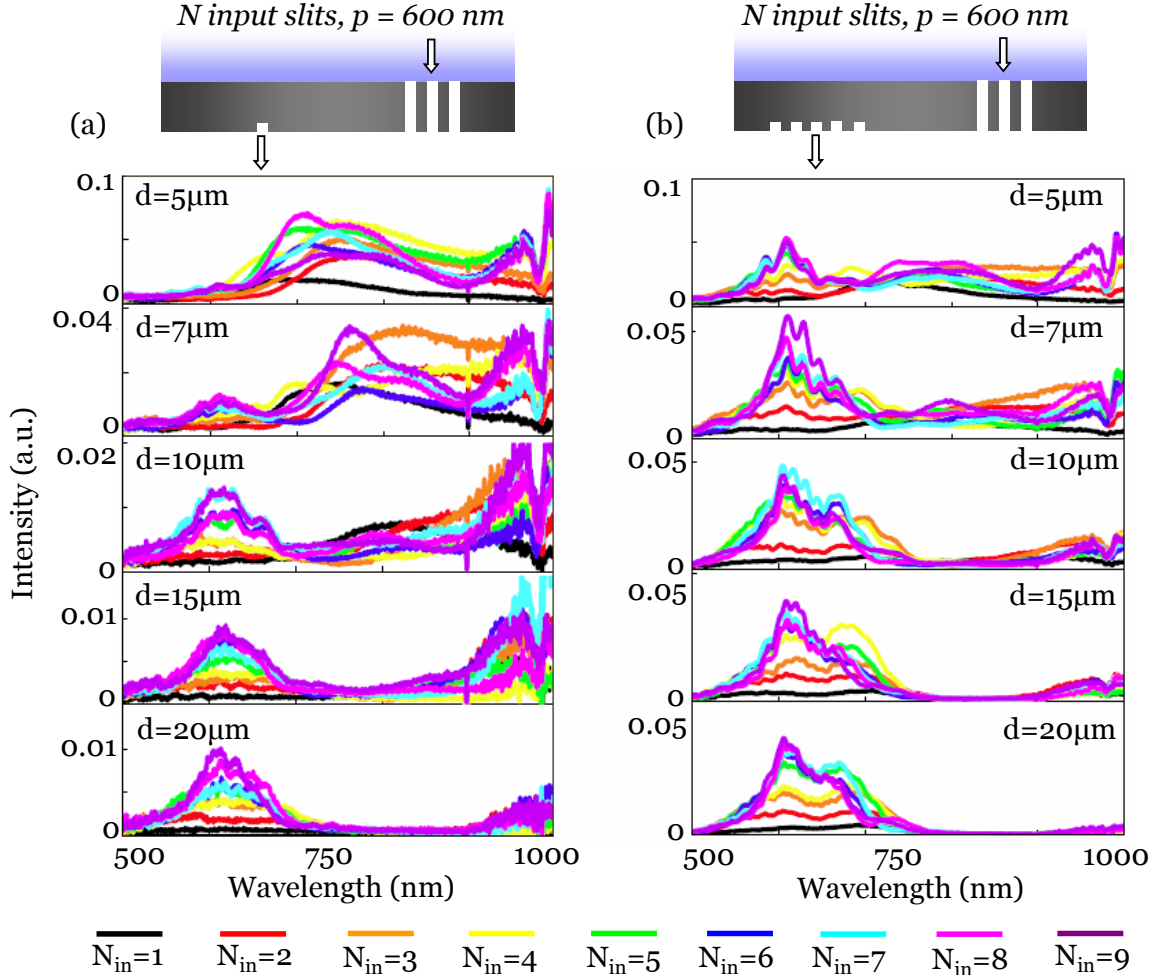 N input slits, p = 600 nm
(a)
d=5µm
0.1
0
d=7µm
0.04
0
d=10µm
0.02
0
d=15µm
0.01
0
d=20µm
0.01
0
500 750 1000
Wavelength (nm)
Intensity (a.u.)
N input slits, p = 600 nm
(b)
d=5µm
0.1
0
d=7µm
0.05
0
d=10µm
0.05
0
d=15µm
0.05
0
d=20µm
0.05
0
500 750 1000
Wavelength (nm)
N_in=1 N_in=2 N_in=3 N_in=4 N_in=5 N_in=6 N_in=7 N_in=8 N_in=9